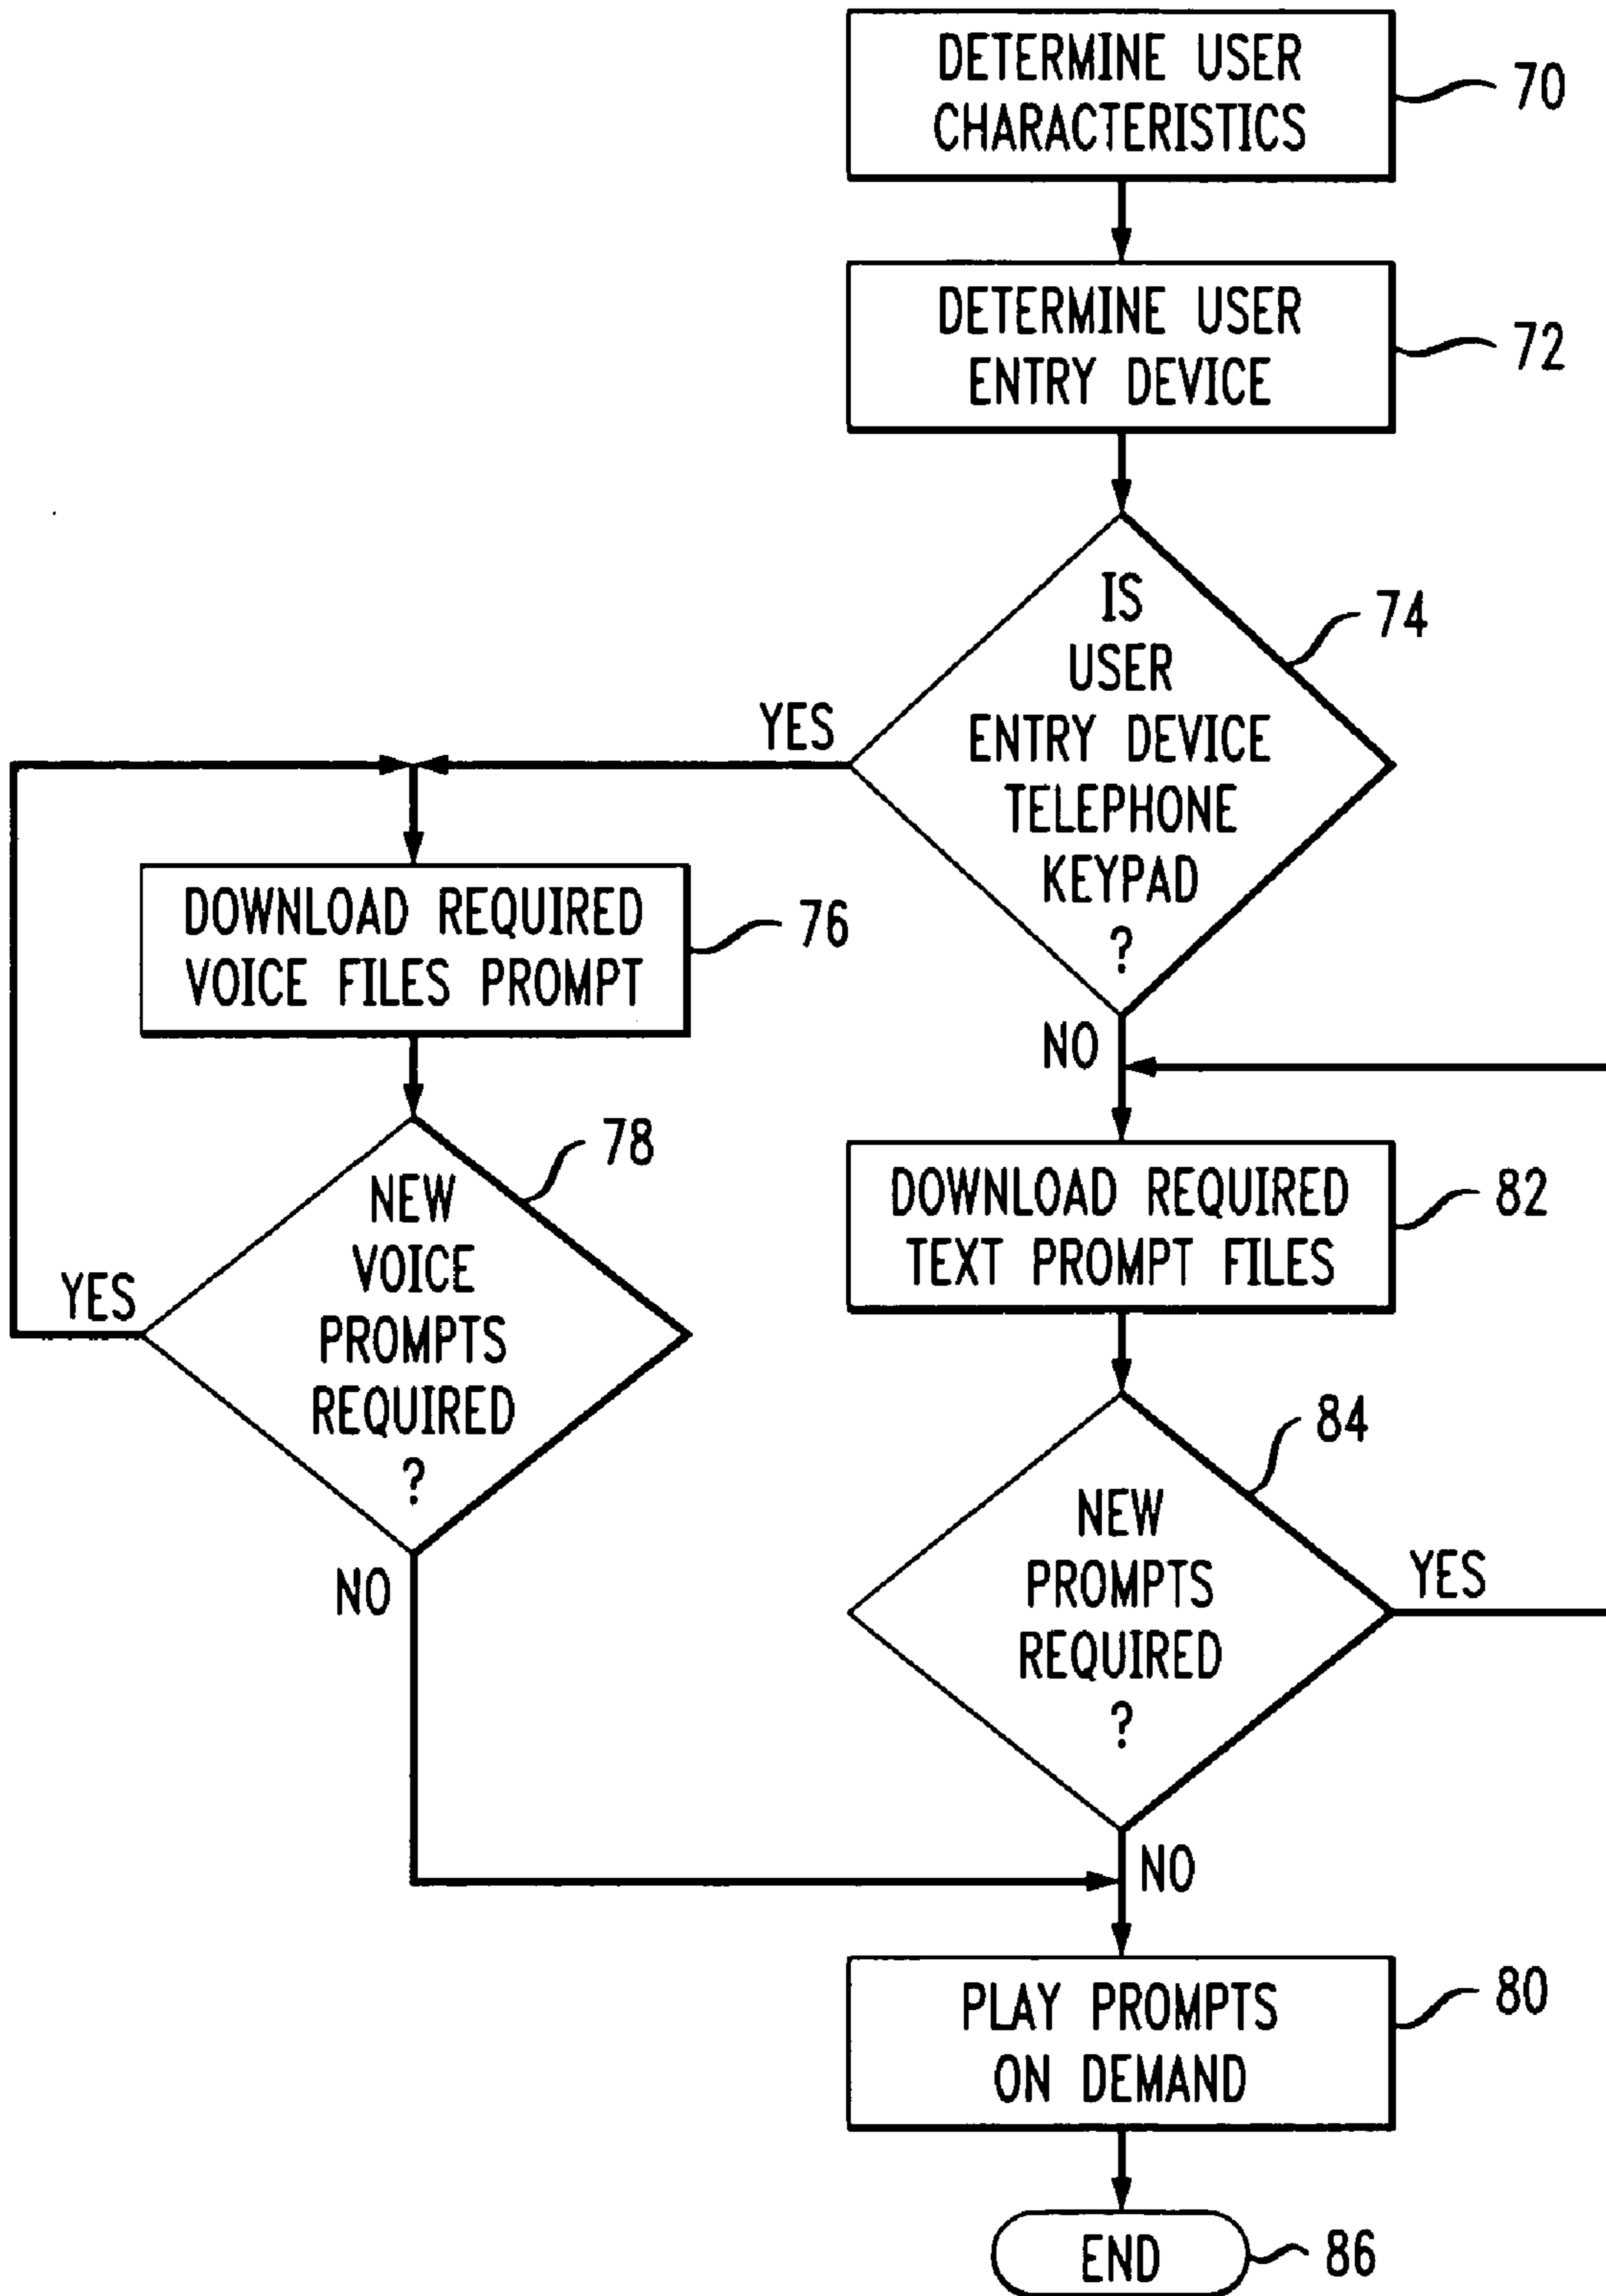 DETERMINE USER
CHARACTERISTICS
70
DETERMINE USER
ENTRY DEVICE
72
IS
USER
ENTRY DEVICE
TELEPHONE
KEYPAD
?
74
YES
NO
DOWNLOAD REQUIRED
VOICE FILES PROMPT
76
NEW
VOICE
PROMPTS
REQUIRED
?
78
YES
NO
DOWNLOAD REQUIRED
TEXT PROMPT FILES
82
NEW
PROMPTS
REQUIRED
?
84
YES
NO
PLAY PROMPTS
ON DEMAND
80
END
86